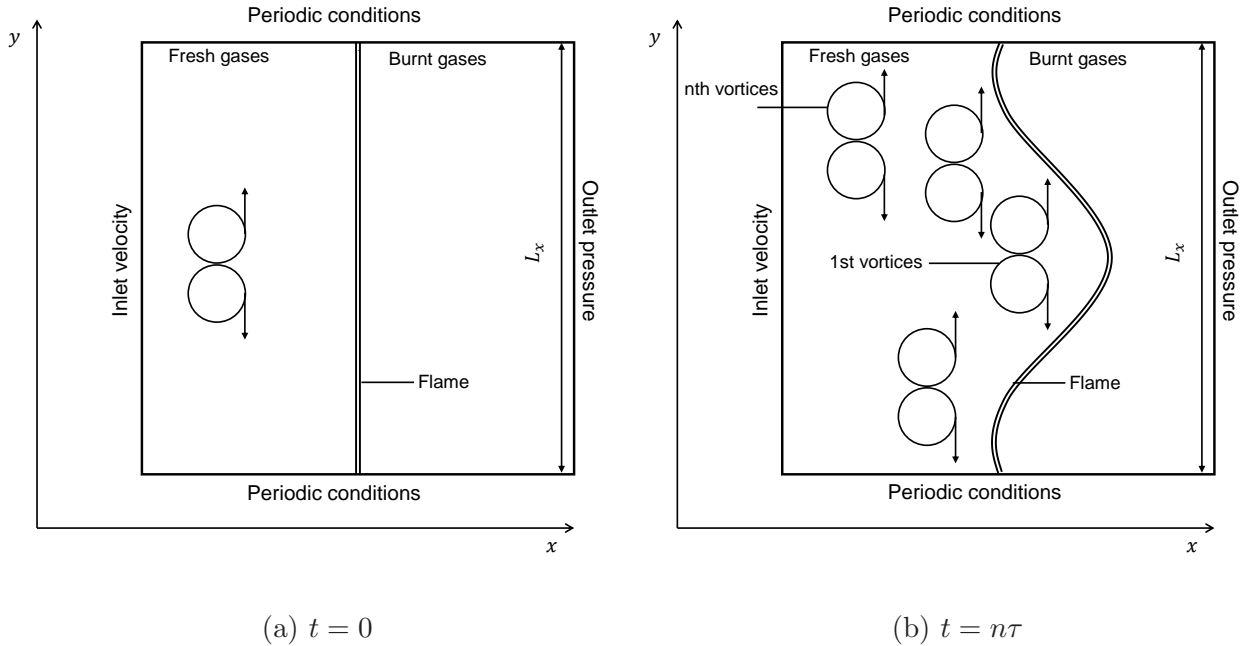 Periodic conditions
y
Fresh gases
Burnt gases
Inlet velocity
L_x
Outlet pressure
Flame
Periodic conditions
x
(a) t = 0
Periodic conditions
y
Fresh gases
Burnt gases
nth vortices
Inlet velocity
1st vortices
L_x
Outlet pressure
Flame
Periodic conditions
x
(b) t = nτ